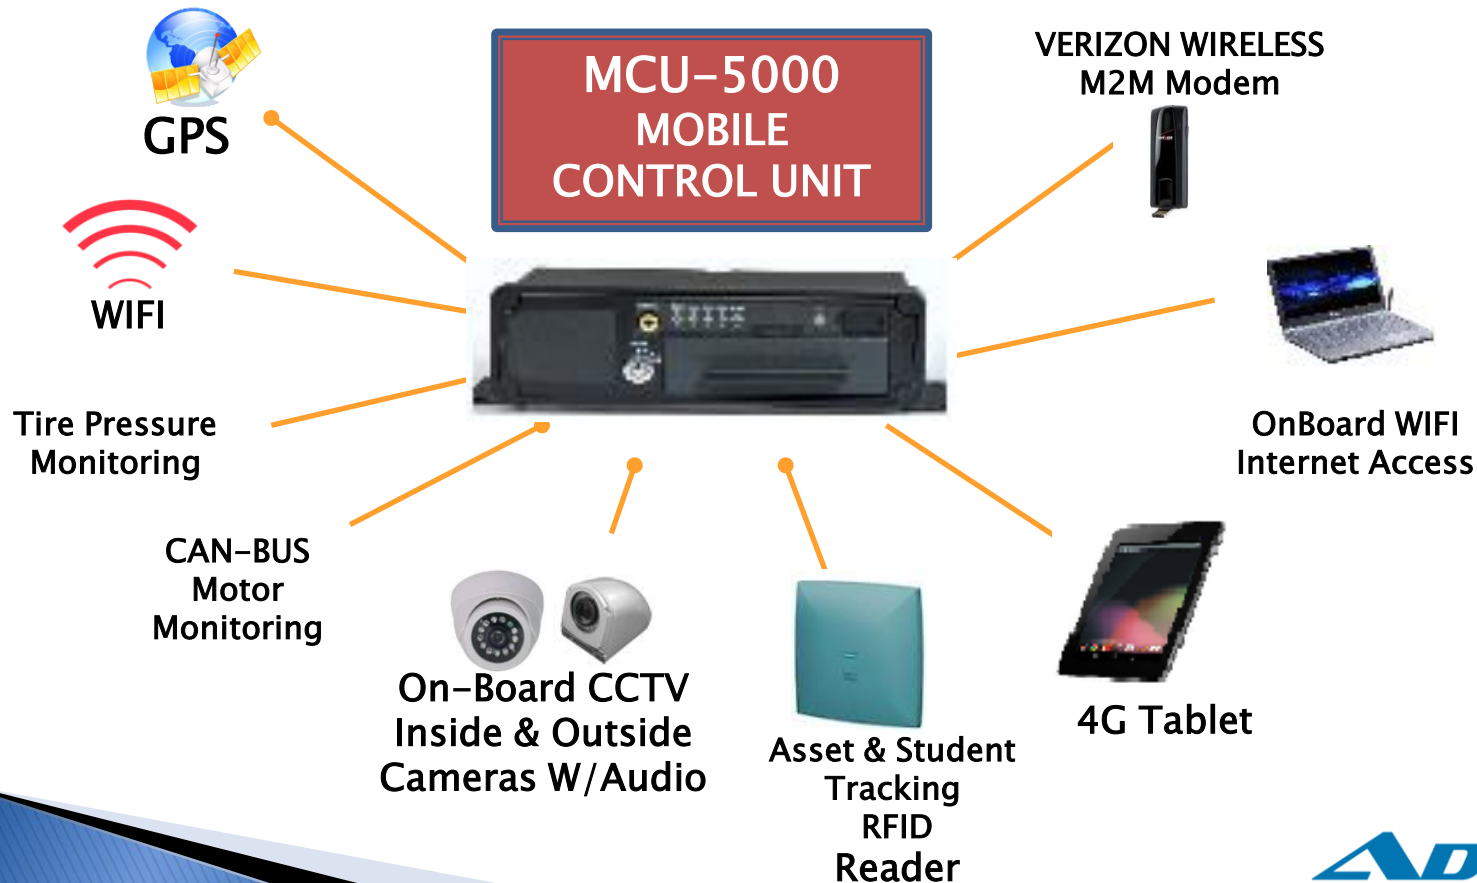 GPS
MCU-5000
MOBILE
CONTROL UNIT
VERIZON WIRELESS
M2M Modem
WIFI
Tire Pressure
Monitoring
OnBoard WIFI
Internet Access
CAN-BUS
Motor
Monitoring
On-Board CCTV
Inside & Outside
Cameras W/Audio
Asset & Student
Tracking
RFID
Reader
4G Tablet
AD